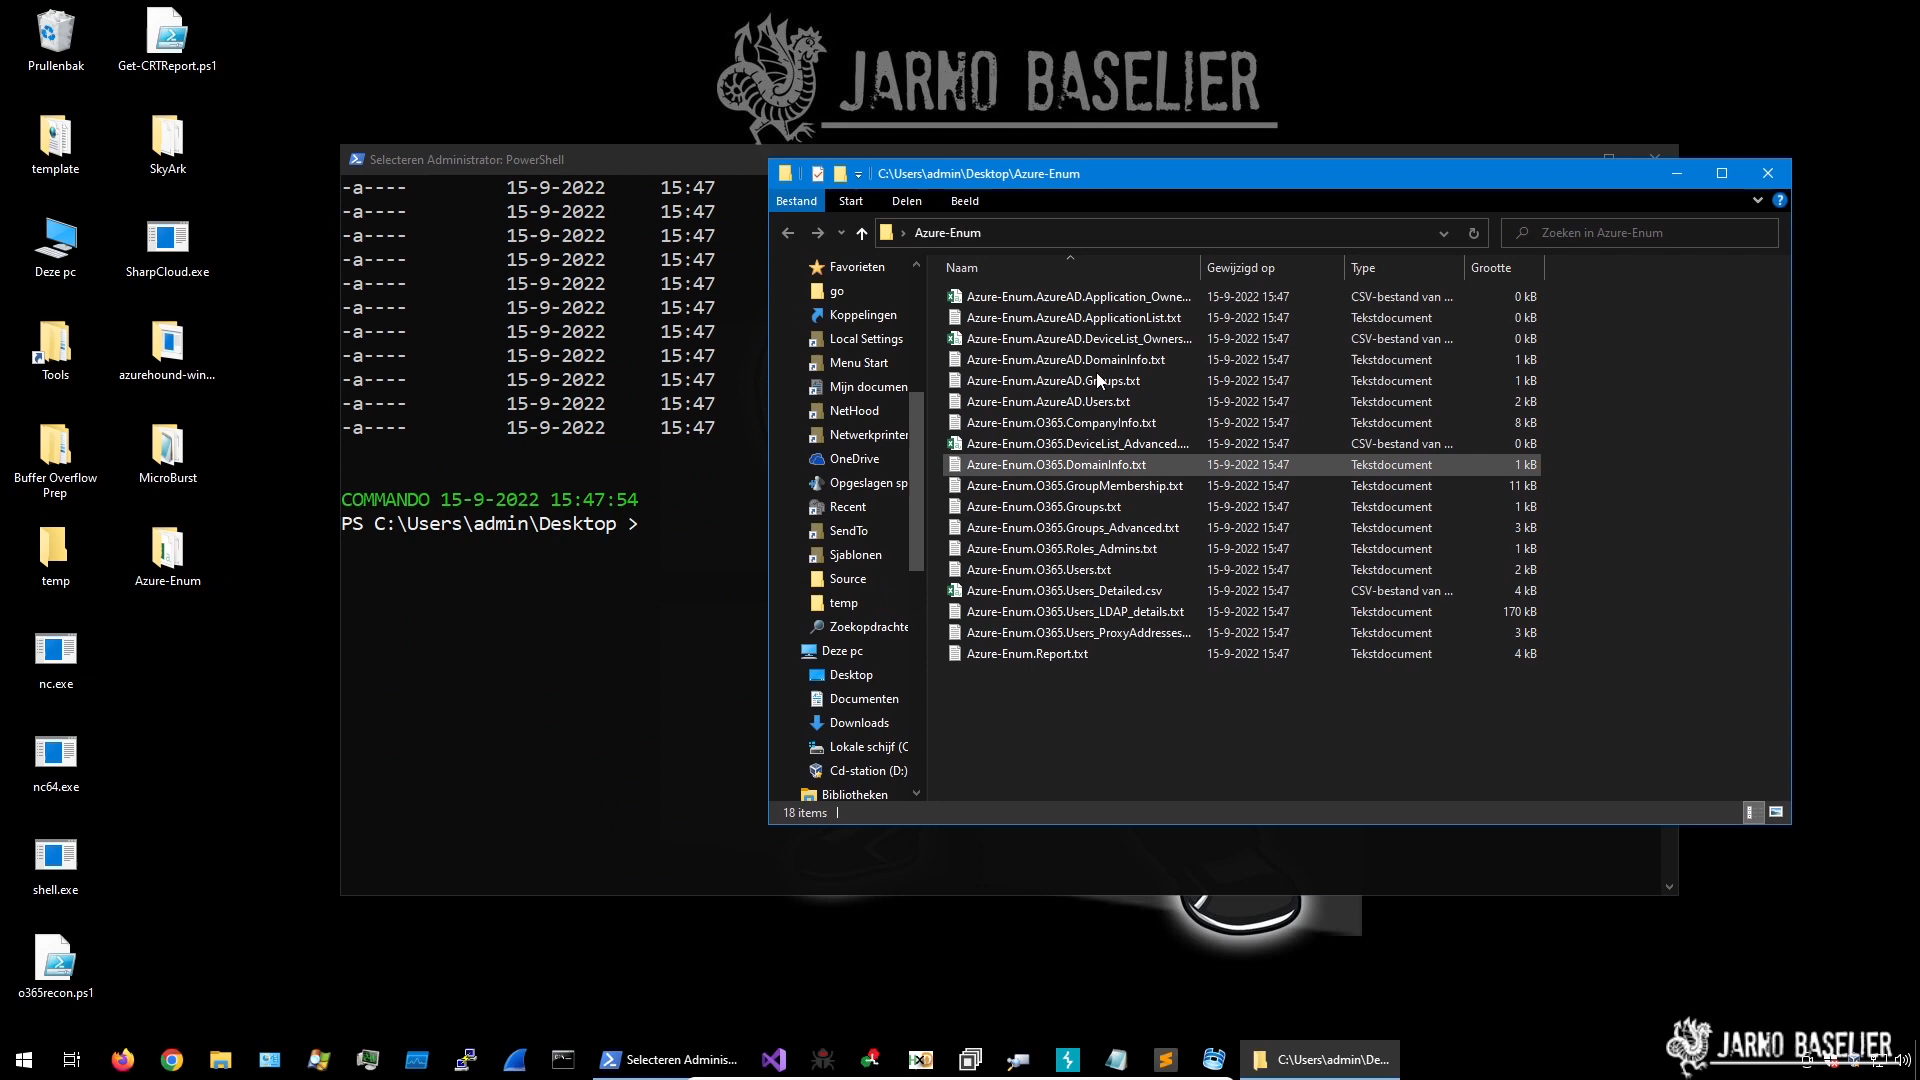 Prullenbak
Get-CRTReport.ps1
template
SkyArk
Deze pc
SharpCloud.exe
Tools
azurehound-win...
Buffer Overflow
Prep
MicroBurst
temp
Azure-Enum
nc.exe
nc64.exe
shell.exe
o365recon.ps1
JARNO BASELIER
Selecteren Administrator: PowerShell
-a---- 15-9-2022 15:47
-a---- 15-9-2022 15:47
-a---- 15-9-2022 15:47
-a---- 15-9-2022 15:47
-a---- 15-9-2022 15:47
-a---- 15-9-2022 15:47
-a---- 15-9-2022 15:47
-a---- 15-9-2022 15:47
-a---- 15-9-2022 15:47
-a---- 15-9-2022 15:47
-a---- 15-9-2022 15:47
COMMANDO 15-9-2022 15:47:54
PS C:\Users\admin\Desktop >
C:\Users\admin\Desktop\Azure-Enum
Bestand Start Delen Beeld
Azure-Enum
Zoeken in Azure-Enum
Favorieten
go
Koppelingen
Local Settings
Menu Start
Mijn documen
NetHood
Netwerkprinter
OneDrive
Opgeslagen sp
Recent
SendTo
Sjablonen
Source
temp
Zoekopdrachte
Deze pc
Desktop
Documenten
Downloads
Lokale schijf (C
Cd-station (D:)
Bibliotheken
Naam Gewijzigd op Type Grootte
Azure-Enum.AzureAD.Application_Owne... 15-9-2022 15:47 CSV-bestand van ... 0 kB
Azure-Enum.AzureAD.ApplicationList.txt 15-9-2022 15:47 Tekstdocument 0 kB
Azure-Enum.AzureAD.DeviceList_Owners... 15-9-2022 15:47 CSV-bestand van ... 0 kB
Azure-Enum.AzureAD.DomainInfo.txt 15-9-2022 15:47 Tekstdocument 1 kB
Azure-Enum.AzureAD.Groups.txt 15-9-2022 15:47 Tekstdocument 1 kB
Azure-Enum.AzureAD.Users.txt 15-9-2022 15:47 Tekstdocument 2 kB
Azure-Enum.O365.CompanyInfo.txt 15-9-2022 15:47 Tekstdocument 8 kB
Azure-Enum.O365.DeviceList_Advanced.... 15-9-2022 15:47 CSV-bestand van ... 0 kB
Azure-Enum.O365.DomainInfo.txt 15-9-2022 15:47 Tekstdocument 1 kB
Azure-Enum.O365.GroupMembership.txt 15-9-2022 15:47 Tekstdocument 11 kB
Azure-Enum.O365.Groups.txt 15-9-2022 15:47 Tekstdocument 1 kB
Azure-Enum.O365.Groups_Advanced.txt 15-9-2022 15:47 Tekstdocument 3 kB
Azure-Enum.O365.Roles_Admins.txt 15-9-2022 15:47 Tekstdocument 1 kB
Azure-Enum.O365.Users.txt 15-9-2022 15:47 Tekstdocument 2 kB
Azure-Enum.O365.Users_Detailed.csv 15-9-2022 15:47 CSV-bestand van ... 4 kB
Azure-Enum.O365.Users_LDAP_details.txt 15-9-2022 15:47 Tekstdocument 170 kB
Azure-Enum.O365.Users_ProxyAddresses... 15-9-2022 15:47 Tekstdocument 3 kB
Azure-Enum.Report.txt 15-9-2022 15:47 Tekstdocument 4 kB
18 items
Selecteren Adminis...
C:\Users\admin\De...
JARNO BASELIER